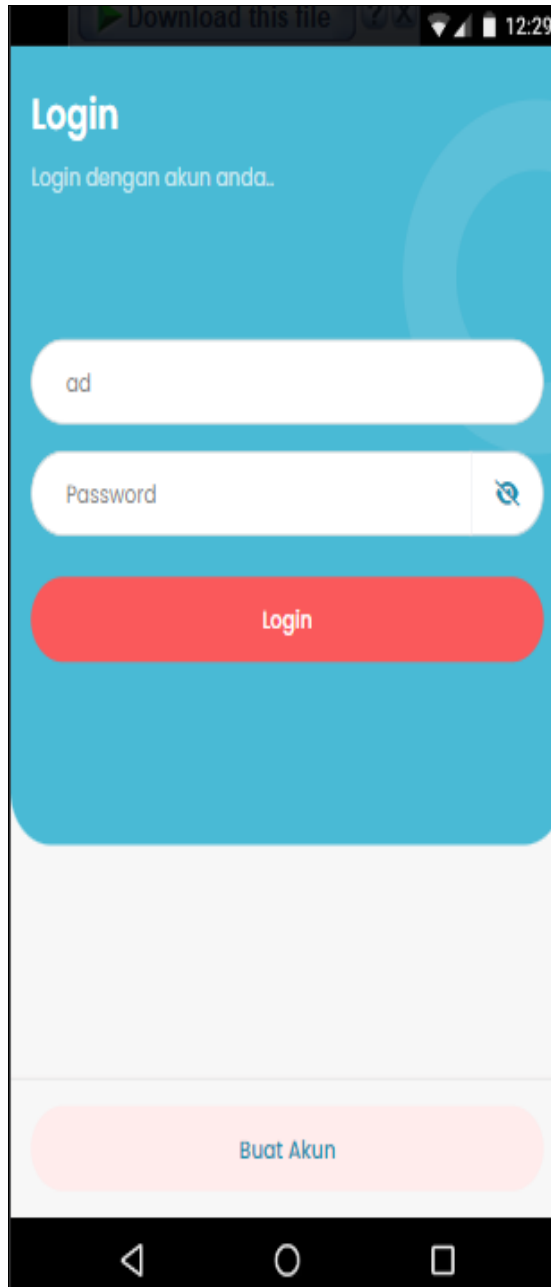 Download this file
? X
12:29
Login
Login dengan akun anda..
ad
Password
Login
Buat Akun